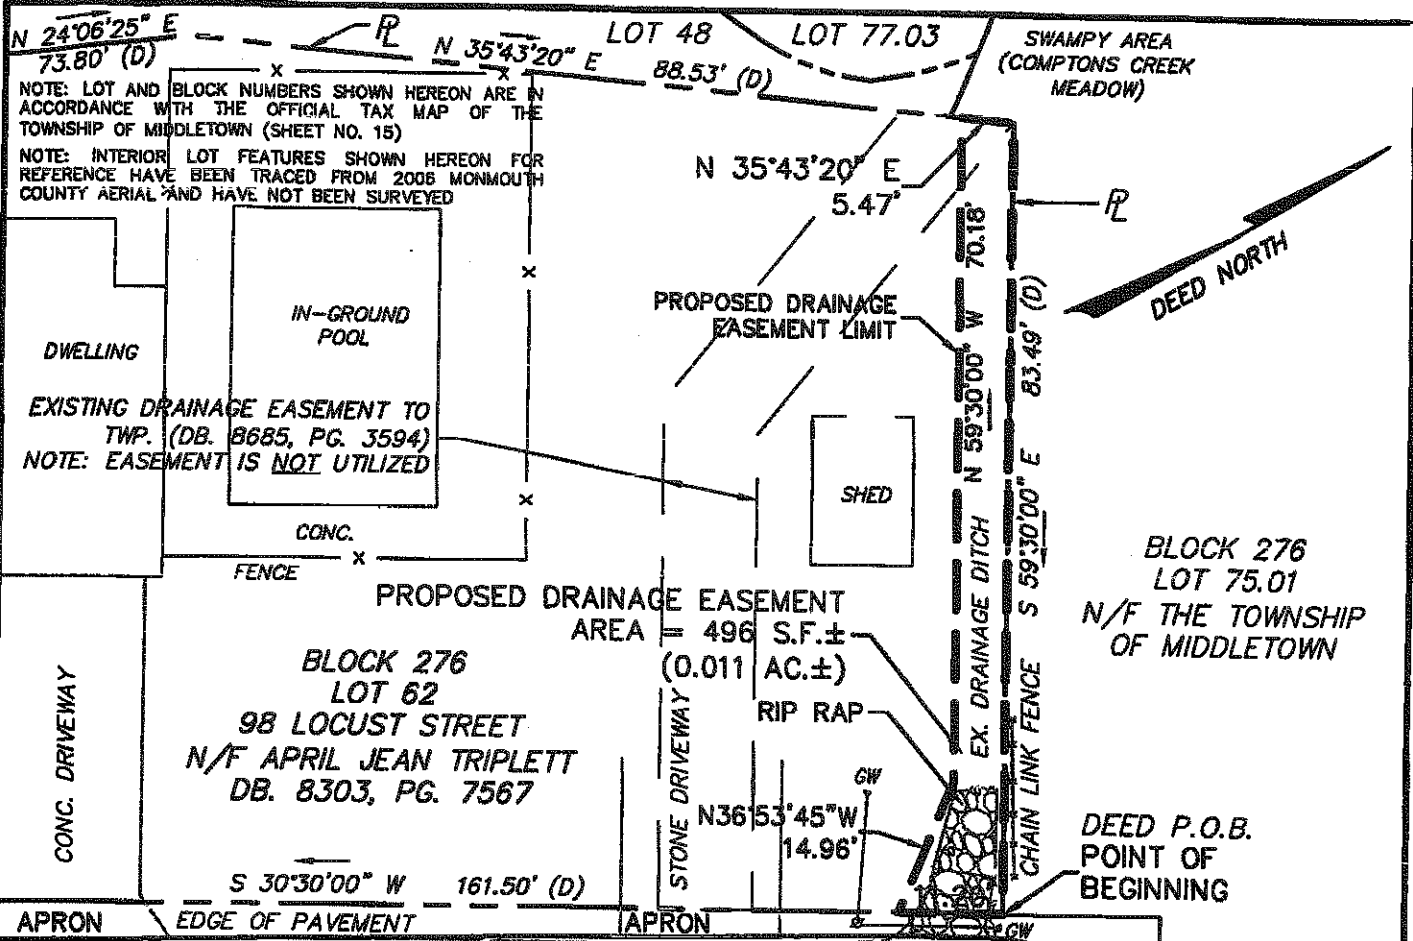 N 24°06'25" E
73.80' (D)
PL
N 35°43'20" E
88.53' (D)
LOT 48
LOT 77.03
SWAMPY AREA
(COMPTONS CREEK
MEADOW)
NOTE: LOT AND BLOCK NUMBERS SHOWN HEREON ARE IN
ACCORDANCE WITH THE OFFICIAL TAX MAP OF THE
TOWNSHIP OF MIDDLETOWN (SHEET NO. 15)
NOTE: INTERIOR LOT FEATURES SHOWN HEREON FOR
REFERENCE HAVE BEEN TRACED FROM 2006 MONMOUTH
COUNTY AERIAL AND HAVE NOT BEEN SURVEYED
N 35°43'20" E
5.47'
PL
DEED NORTH
PROPOSED DRAINAGE
EASEMENT LIMIT
N 59°30'00" W 70.18'
S 59°30'00" E 83.49' (D)
IN-GROUND
POOL
DWELLING
EXISTING DRAINAGE EASEMENT TO
TWP. (DB. 8685, PG. 3594)
NOTE: EASEMENT IS NOT UTILIZED
SHED
CONC.
X
X
X
X
X
FENCE
PROPOSED DRAINAGE EASEMENT
AREA = 496 S.F.±
(0.011 AC.±)
EX. DRAINAGE DITCH
CHAIN LINK FENCE
BLOCK 276
LOT 75.01
N/F THE TOWNSHIP
OF MIDDLETOWN
BLOCK 276
LOT 62
98 LOCUST STREET
N/F APRIL JEAN TRIPLETT
DB. 8303, PG. 7567
CONC. DRIVEWAY
STONE DRIVEWAY
RIP RAP
GW
N36°53'45"W
14.96'
DEED P.O.B.
POINT OF
BEGINNING
S 30°30'00" W 161.50' (D)
APRON
EDGE OF PAVEMENT
APRON
GW